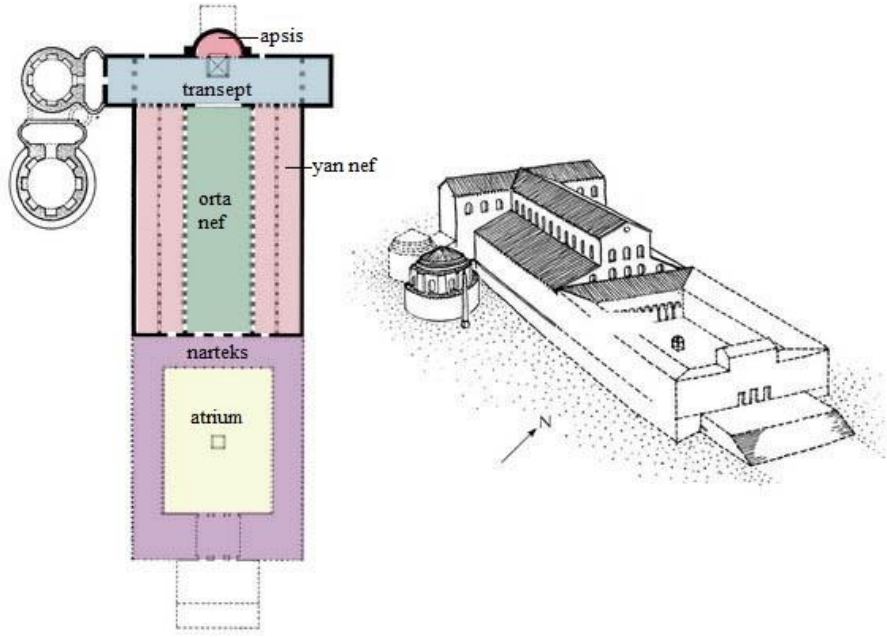 apsis
transept
yan nef
orta
nef
narteks
atrium
N